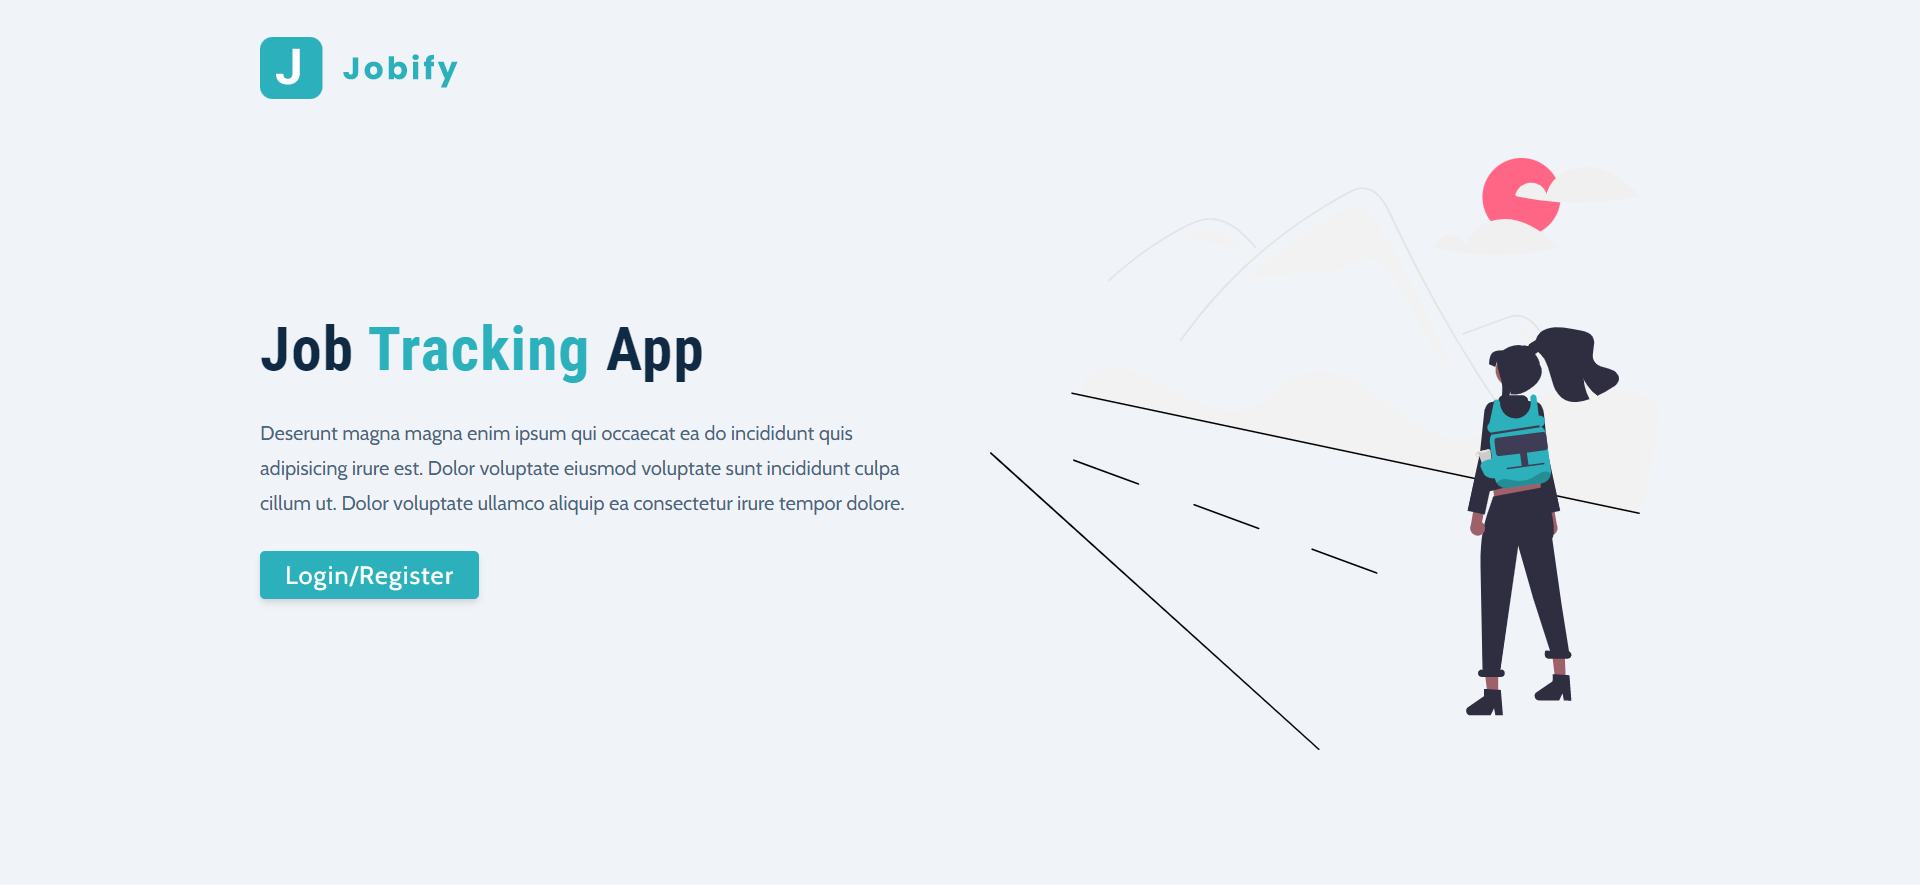 J Jobify
Job Tracking App
Deserunt magna magna enim ipsum qui occaecat ea do incididunt quis
adipisicing irure est. Dolor voluptate eiusmod voluptate sunt incididunt culpa
cillum ut. Dolor voluptate ullamco aliquip ea consectetur irure tempor dolore.
Login/Register